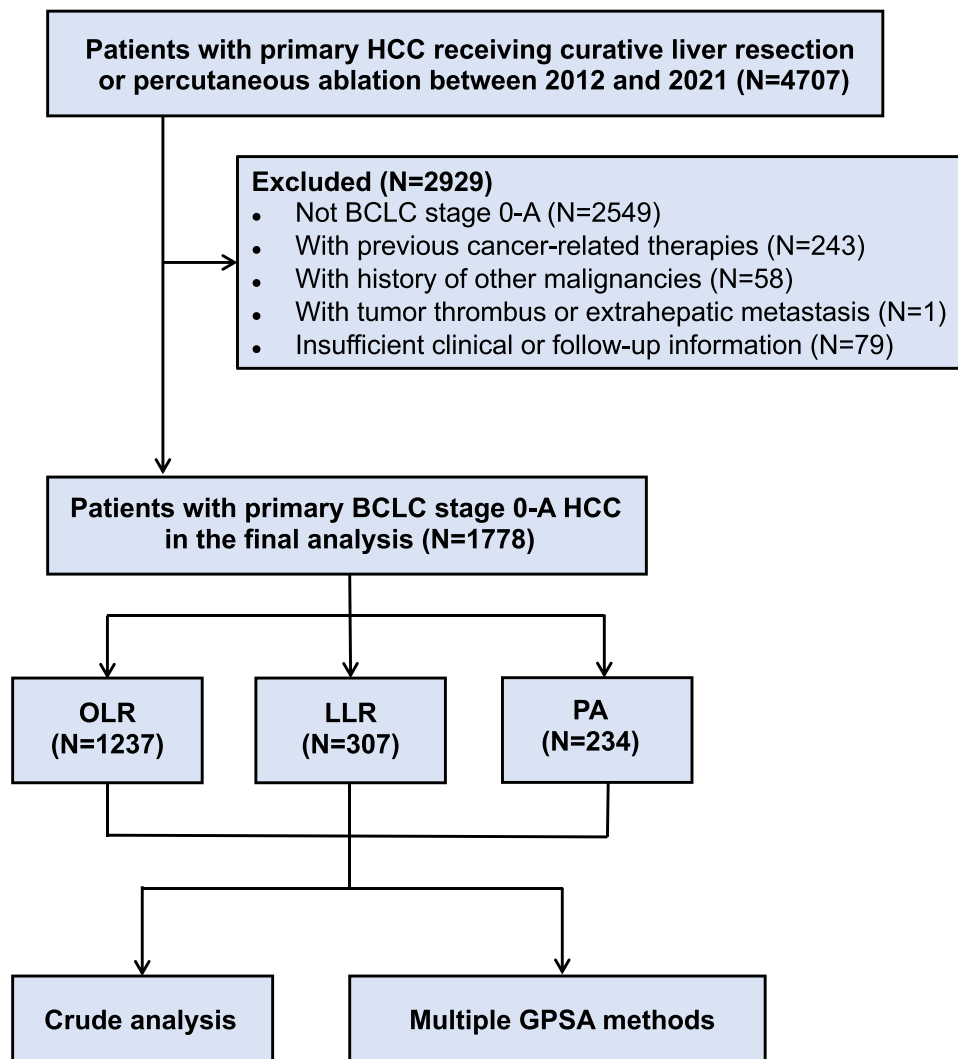 Patients with primary HCC receiving curative liver resection
or percutaneous ablation between 2012 and 2021 (N=4707)
Excluded (N=2929)
• Not BCLC stage 0-A (N=2549)
• With previous cancer-related therapies (N=243)
• With history of other malignancies (N=58)
• With tumor thrombus or extrahepatic metastasis (N=1)
• Insufficient clinical or follow-up information (N=79)
Patients with primary BCLC stage 0-A HCC
in the final analysis (N=1778)
OLR
(N=1237)
LLR
(N=307)
PA
(N=234)
Crude analysis
Multiple GPSA methods